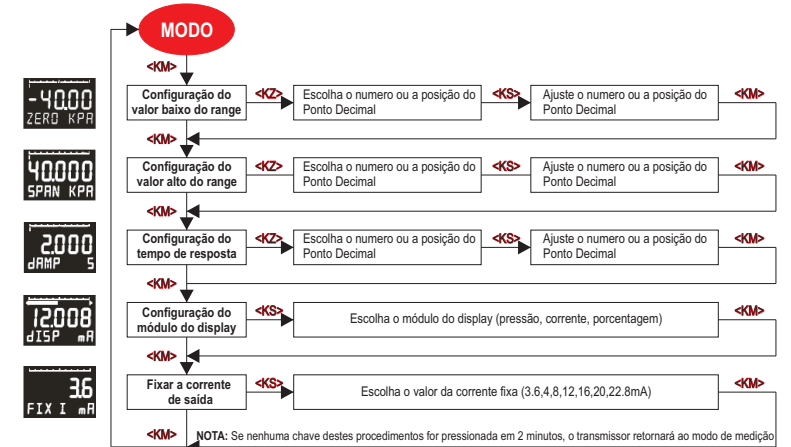 MODO
<KM>
-40.00
ZERO KPA
Configuração do
valor baixo do range
<KZ>
Escolha o numero ou a posição do
Ponto Decimal
<KS>
Ajuste o numero ou a posição do
Ponto Decimal
<KM>
<KM>
40.000
SPAN KPA
Configuração do
valor alto do range
<KZ>
Escolha o numero ou a posição do
Ponto Decimal
<KS>
Ajuste o numero ou a posição do
Ponto Decimal
<KM>
<KM>
2.000
dAMP S
Configuração do
tempo de resposta
<KZ>
Escolha o numero ou a posição do
Ponto Decimal
<KS>
Ajuste o numero ou a posição do
Ponto Decimal
<KM>
<KM>
12.008
dISP mA
Configuração do
módulo do display
<KS>
Escolha o módulo do display (pressão, corrente, porcentagem)
<KM>
<KM>
3.6
FIX I mA
Fixar a corrente
de saída
<KS>
Escolha o valor da corrente fixa (3.6,4,8,12,16,20,22.8mA)
<KM>
<KM>
NOTA: Se nenhuma chave destes procedimentos for pressionada em 2 minutos, o transmissor retornará ao modo de medição